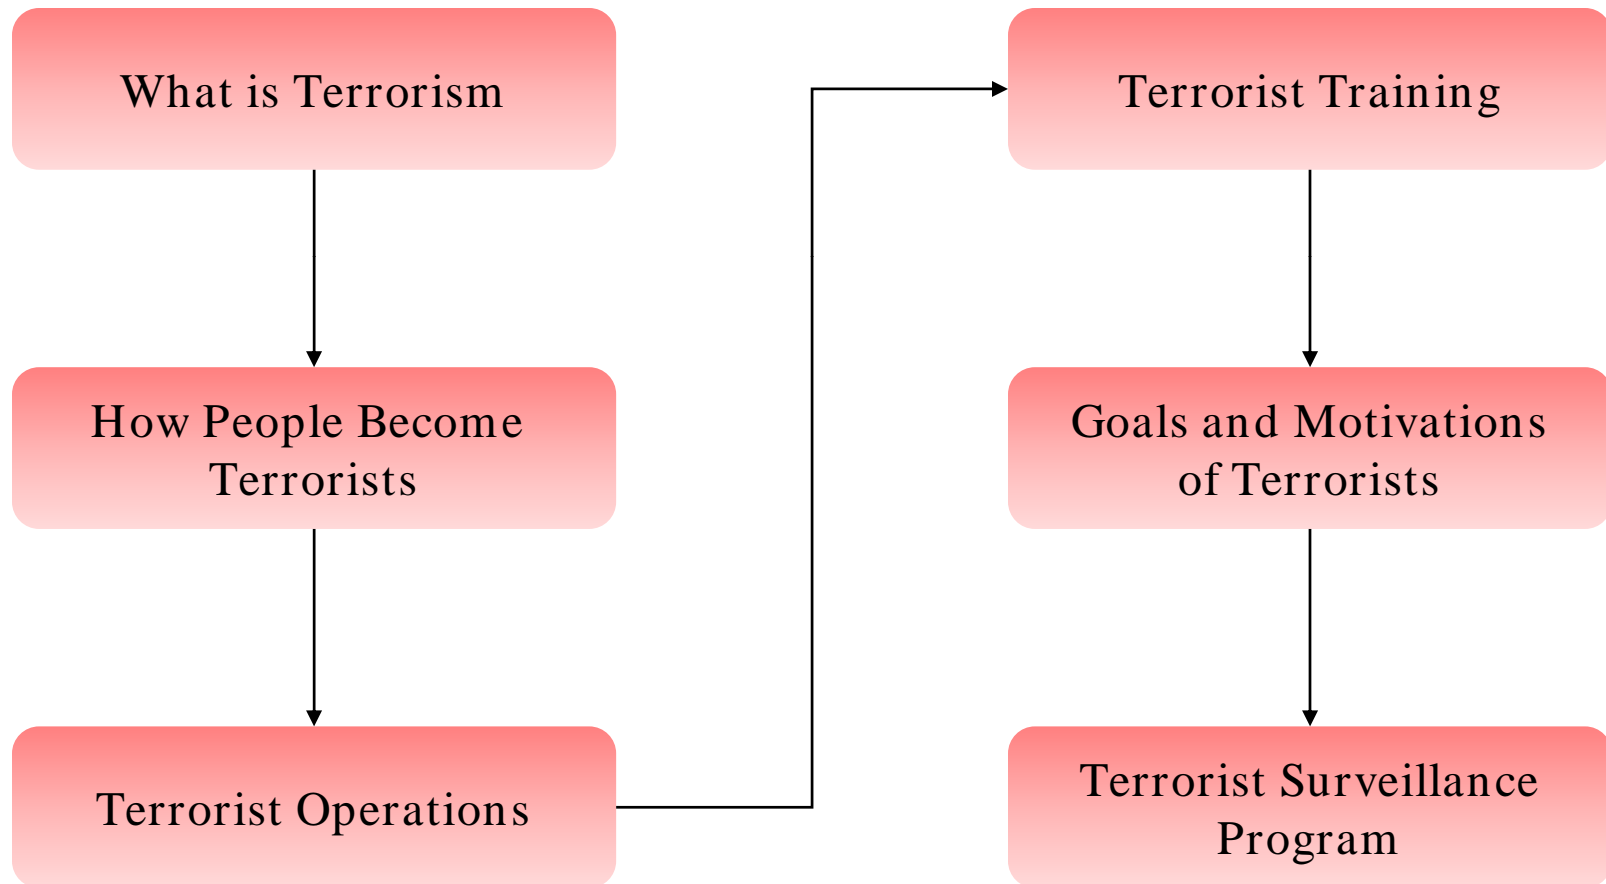 What is Terrorism
How People Become
Terrorists
Terrorist Operations
Terrorist Training
Goals and Motivations
of Terrorists
Terrorist Surveillance
Program